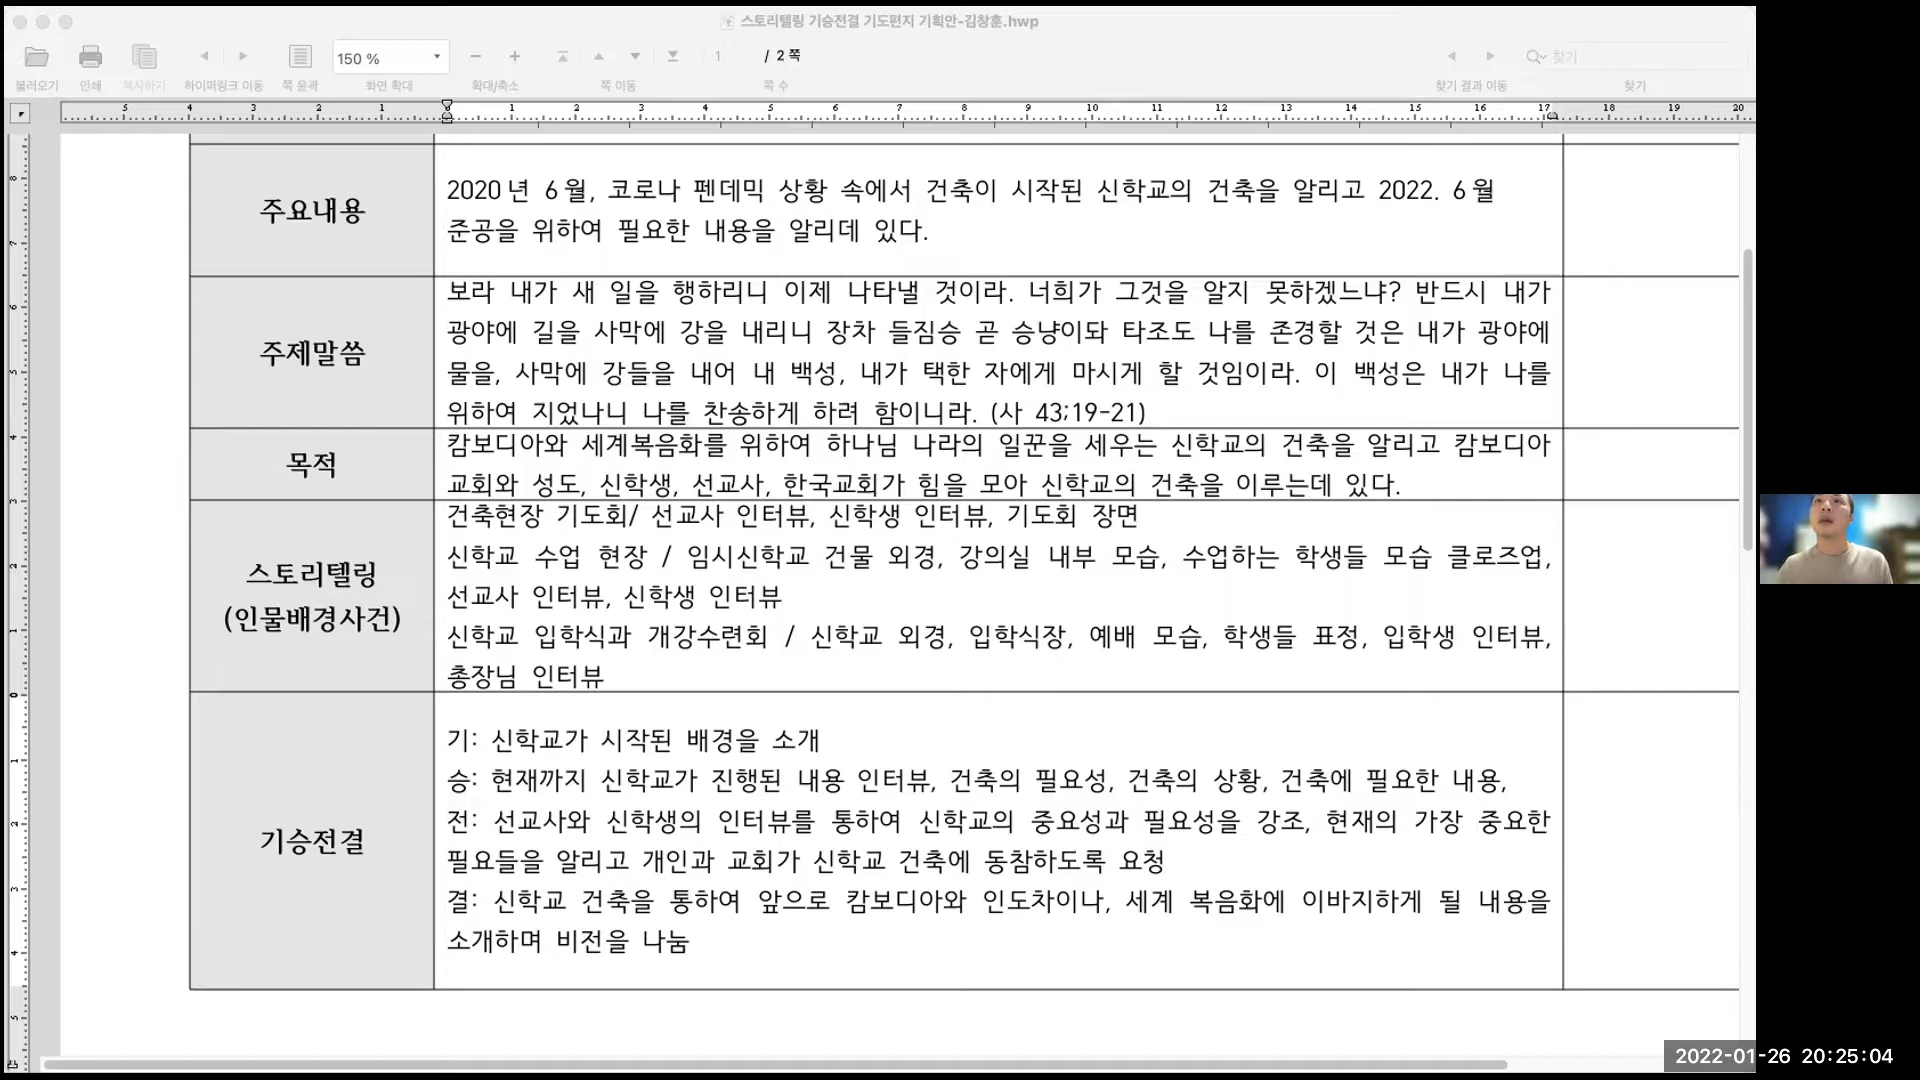 스토리텔링 기승전결 기도편지 기획안-김창훈.hwp
150 %
1 / 2 쪽
찾기
불러오기 인쇄 복사하기 하이퍼링크 이동 쪽 윤곽 화면 확대 확대/축소 쪽 이동 쪽 수 찾기 결과 이동 찾기
5 4 3 2 1 1 2 3 4 5 6 7 8 9 10 11 12 13 14 15 16 17 18 19 20
주요내용
2020년 6월, 코로나 펜데믹 상황 속에서 건축이 시작된 신학교의 건축을 알리고 2022. 6월
준공을 위하여 필요한 내용을 알리데 있다.
주제말씀
보라 내가 새 일을 행하리니 이제 나타낼 것이라. 너희가 그것을 알지 못하겠느냐? 반드시 내가
광야에 길을 사막에 강을 내리니 장차 들짐승 곧 승냥이돠 타조도 나를 존경할 것은 내가 광야에
물을, 사막에 강들을 내어 내 백성, 내가 택한 자에게 마시게 할 것임이라. 이 백성은 내가 나를
위하여 지었나니 나를 찬송하게 하려 함이니라. (사 43;19-21)
목적
캄보디아와 세계복음화를 위하여 하나님 나라의 일꾼을 세우는 신학교의 건축을 알리고 캄보디아
교회와 성도, 신학생, 선교사, 한국교회가 힘을 모아 신학교의 건축을 이루는데 있다.
스토리텔링
(인물배경사건)
건축현장 기도회/ 선교사 인터뷰, 신학생 인터뷰, 기도회 장면
신학교 수업 현장 / 임시신학교 건물 외경, 강의실 내부 모습, 수업하는 학생들 모습 클로즈업,
선교사 인터뷰, 신학생 인터뷰
신학교 입학식과 개강수련회 / 신학교 외경, 입학식장, 예배 모습, 학생들 표정, 입학생 인터뷰,
총장님 인터뷰
기승전결
기: 신학교가 시작된 배경을 소개
승: 현재까지 신학교가 진행된 내용 인터뷰, 건축의 필요성, 건축의 상황, 건축에 필요한 내용,
전: 선교사와 신학생의 인터뷰를 통하여 신학교의 중요성과 필요성을 강조, 현재의 가장 중요한
필요들을 알리고 개인과 교회가 신학교 건축에 동참하도록 요청
결: 신학교 건축을 통하여 앞으로 캄보디아와 인도차이나, 세계 복음화에 이바지하게 될 내용을
소개하며 비전을 나눔
2022-01-26 20:25:04